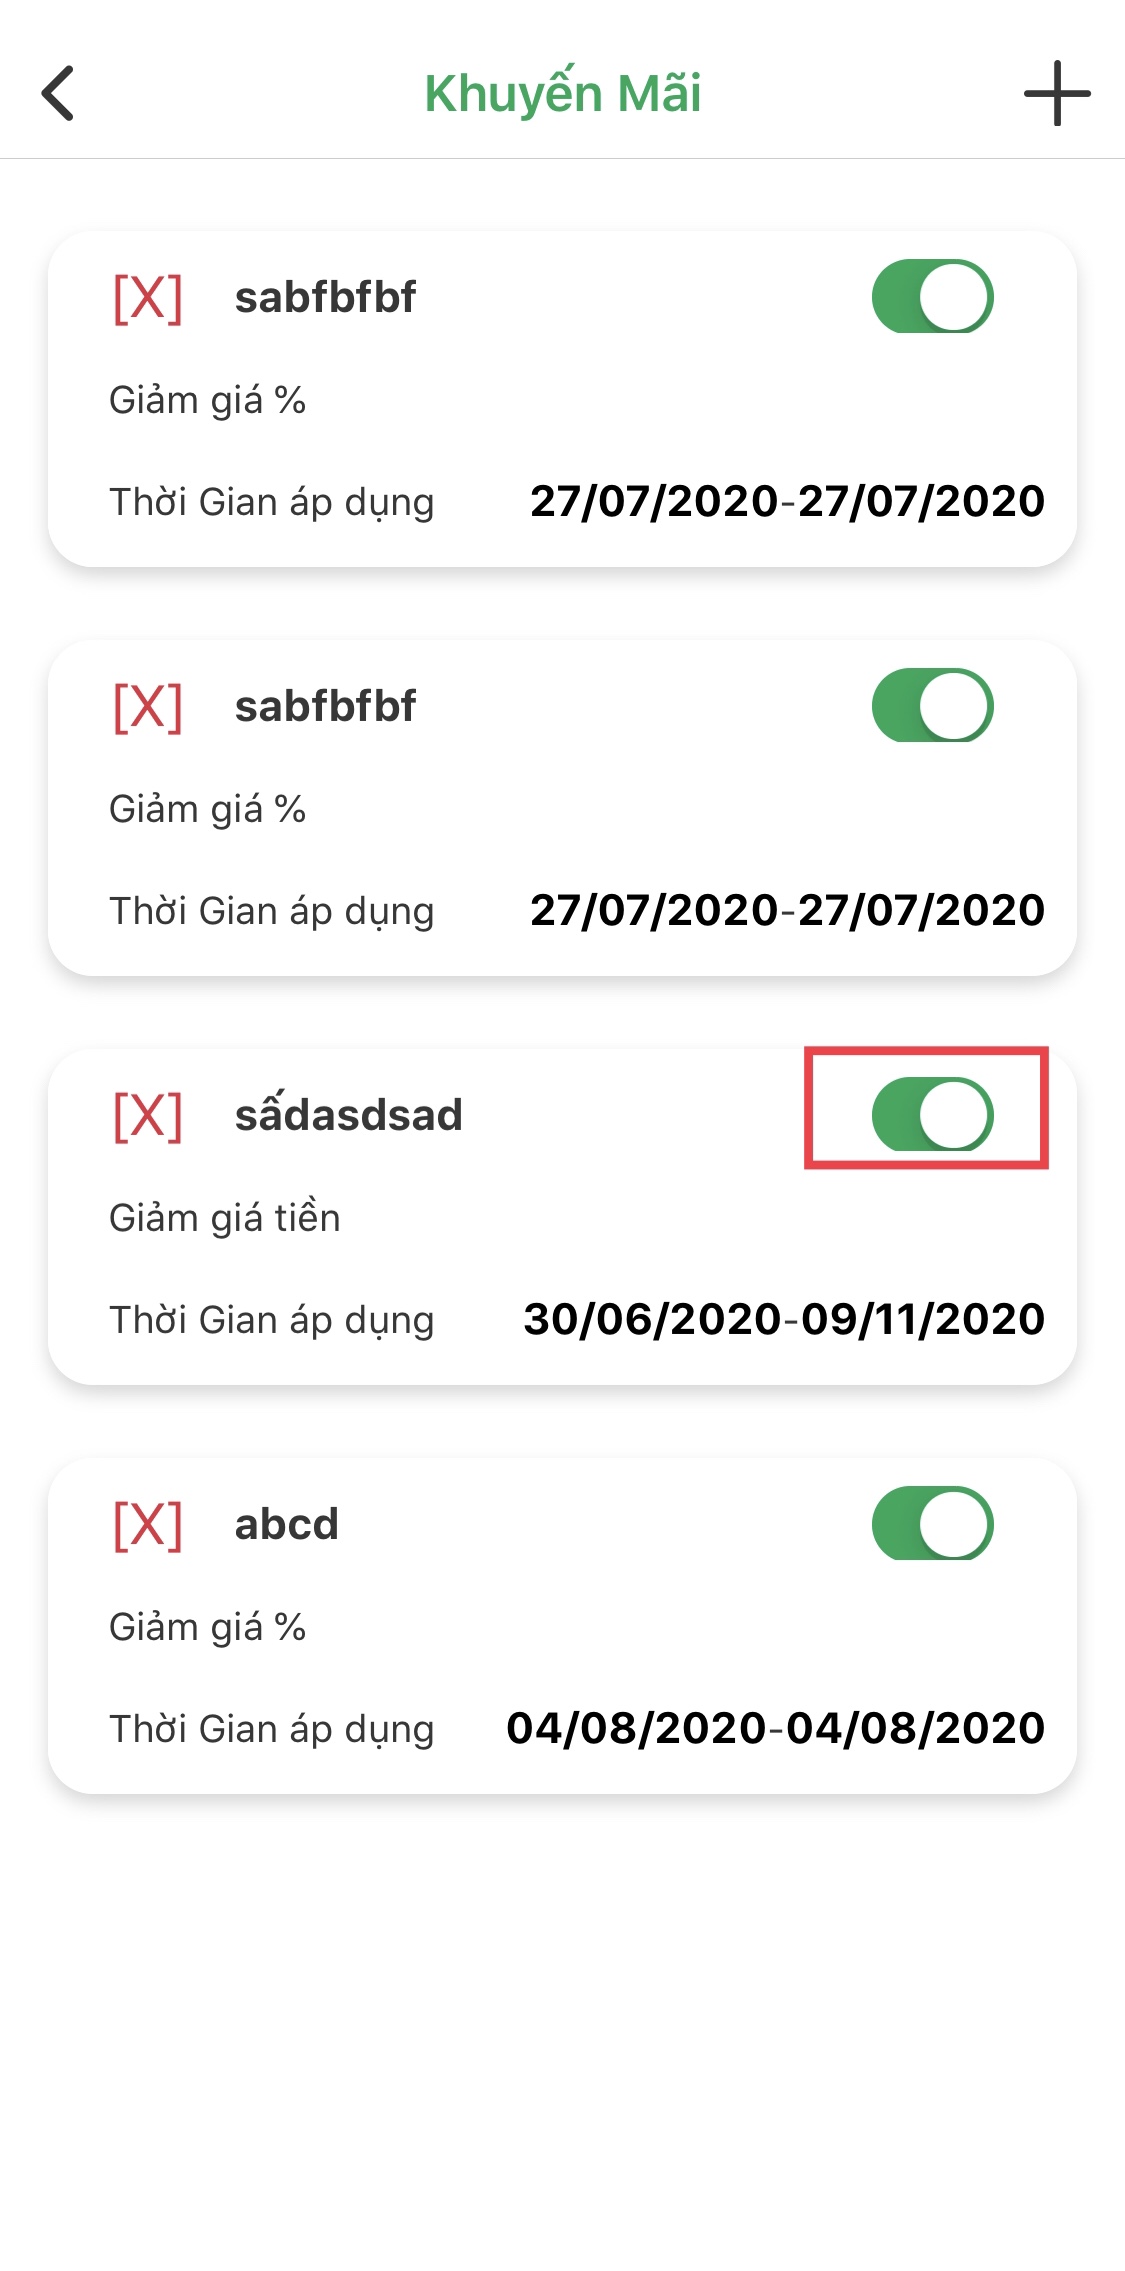 Khuyến Mãi
[X] sabfbfbf
Giảm giá %
Thời Gian áp dụng 27/07/2020-27/07/2020
[X] sabfbfbf
Giảm giá %
Thời Gian áp dụng 27/07/2020-27/07/2020
[X] sấdasdsad
Giảm giá tiền
Thời Gian áp dụng 30/06/2020-09/11/2020
[X] abcd
Giảm giá %
Thời Gian áp dụng 04/08/2020-04/08/2020